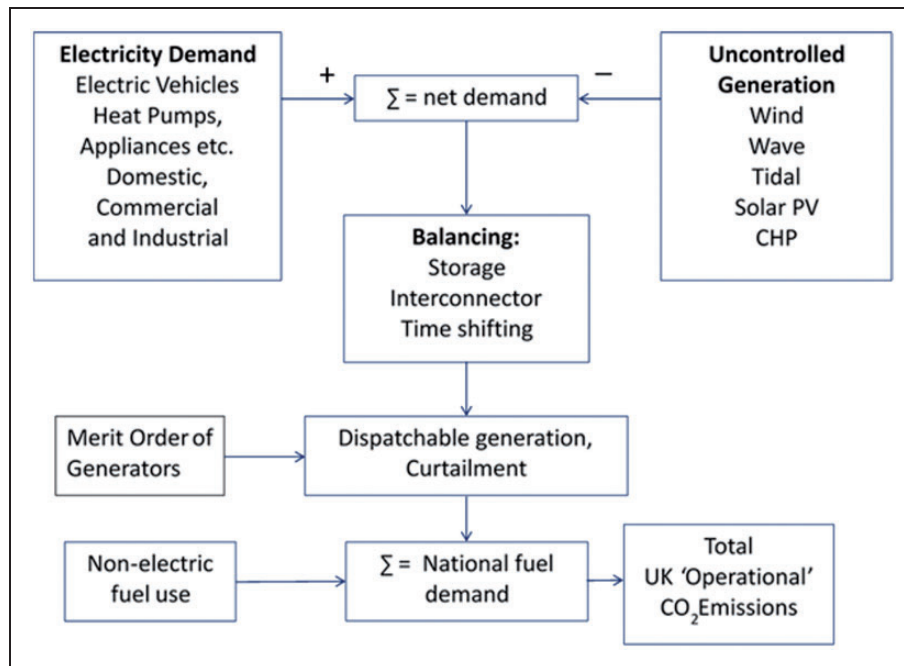 Electricity Demand
Electric Vehicles
Heat Pumps,
Appliances etc.
Domestic,
Commercial
and Industrial
+
∑ = net demand
−
Uncontrolled
Generation
Wind
Wave
Tidal
Solar PV
CHP
Balancing:
Storage
Interconnector
Time shifting
Merit Order of
Generators
Dispatchable generation,
Curtailment
Non-electric
fuel use
∑ = National fuel
demand
Total
UK ‘Operational’
CO₂Emissions